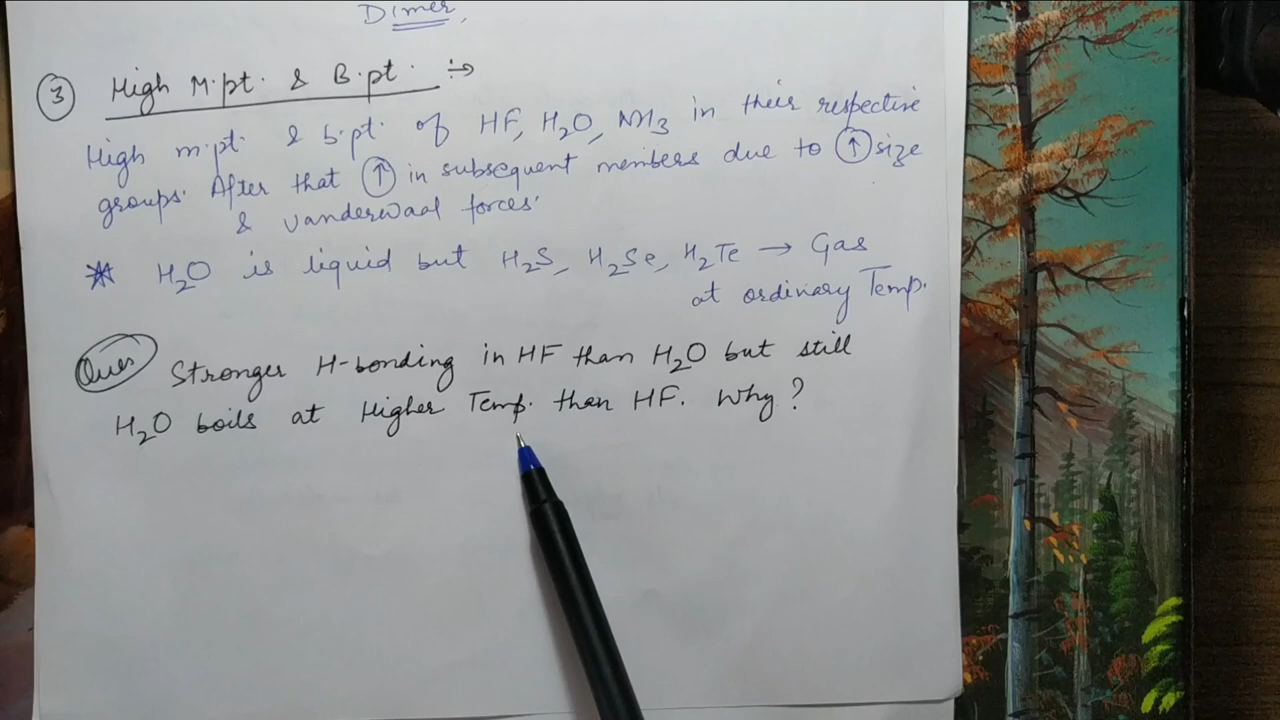 Dimer,
③ High M.pt. & B.pt. :→
High m.pt. & b.pt. of HF, H₂O, NH₃ in their respective
groups. After that ↑ in subsequent members due to ↑ size
& vanderwaal forces.
* H₂O is liquid but H₂S, H₂Se, H₂Te → Gas
at ordinary Temp.
Ques Stronger H-bonding in HF than H₂O but still
H₂O boils at Higher Temp. than HF. Why?